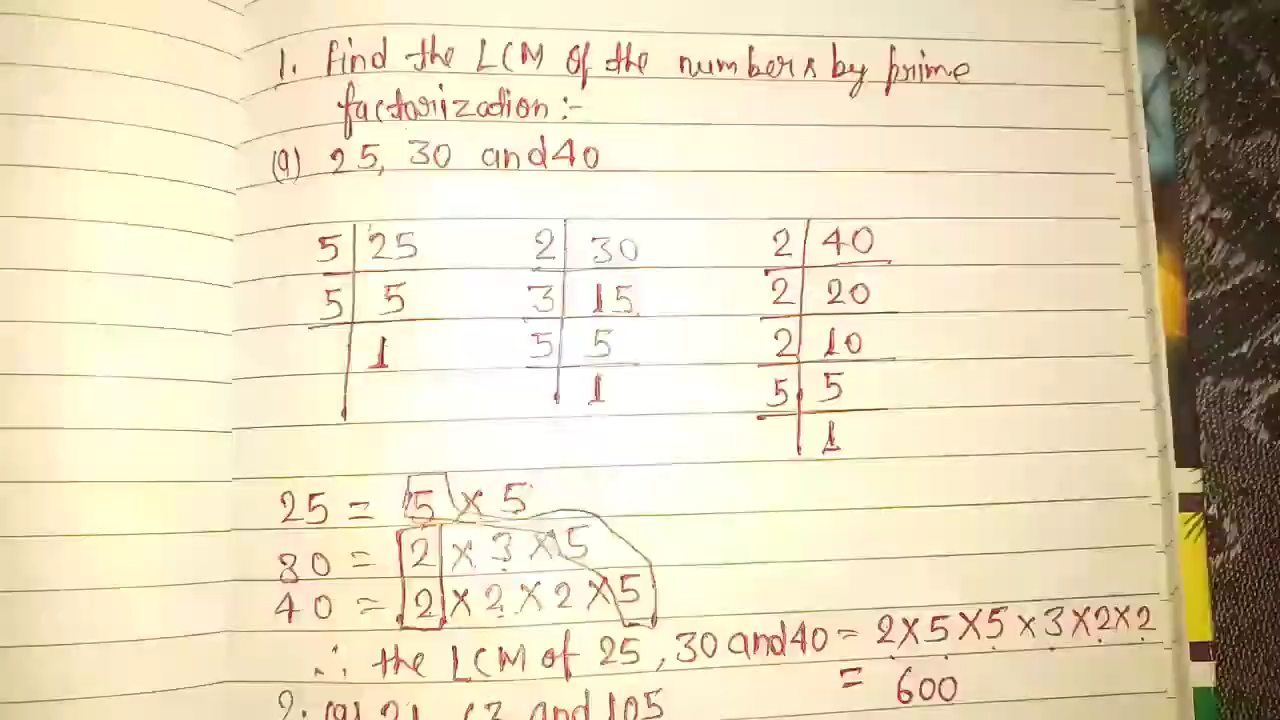 1. find the LCM of the numbers by prime
factorization :-
(a) 25, 30 and 40
5 25 2 30 2 40
5 5 3 15 2 20
1 5 5 2 10
1 5 5
1
25 = 5 × 5
30 = 2 × 3 × 5
40 = 2 × 2 × 2 × 5
∴ the LCM of 25, 30 and 40 = 2×5×5×3×2×2
= 600
2. (a) 21, and 105